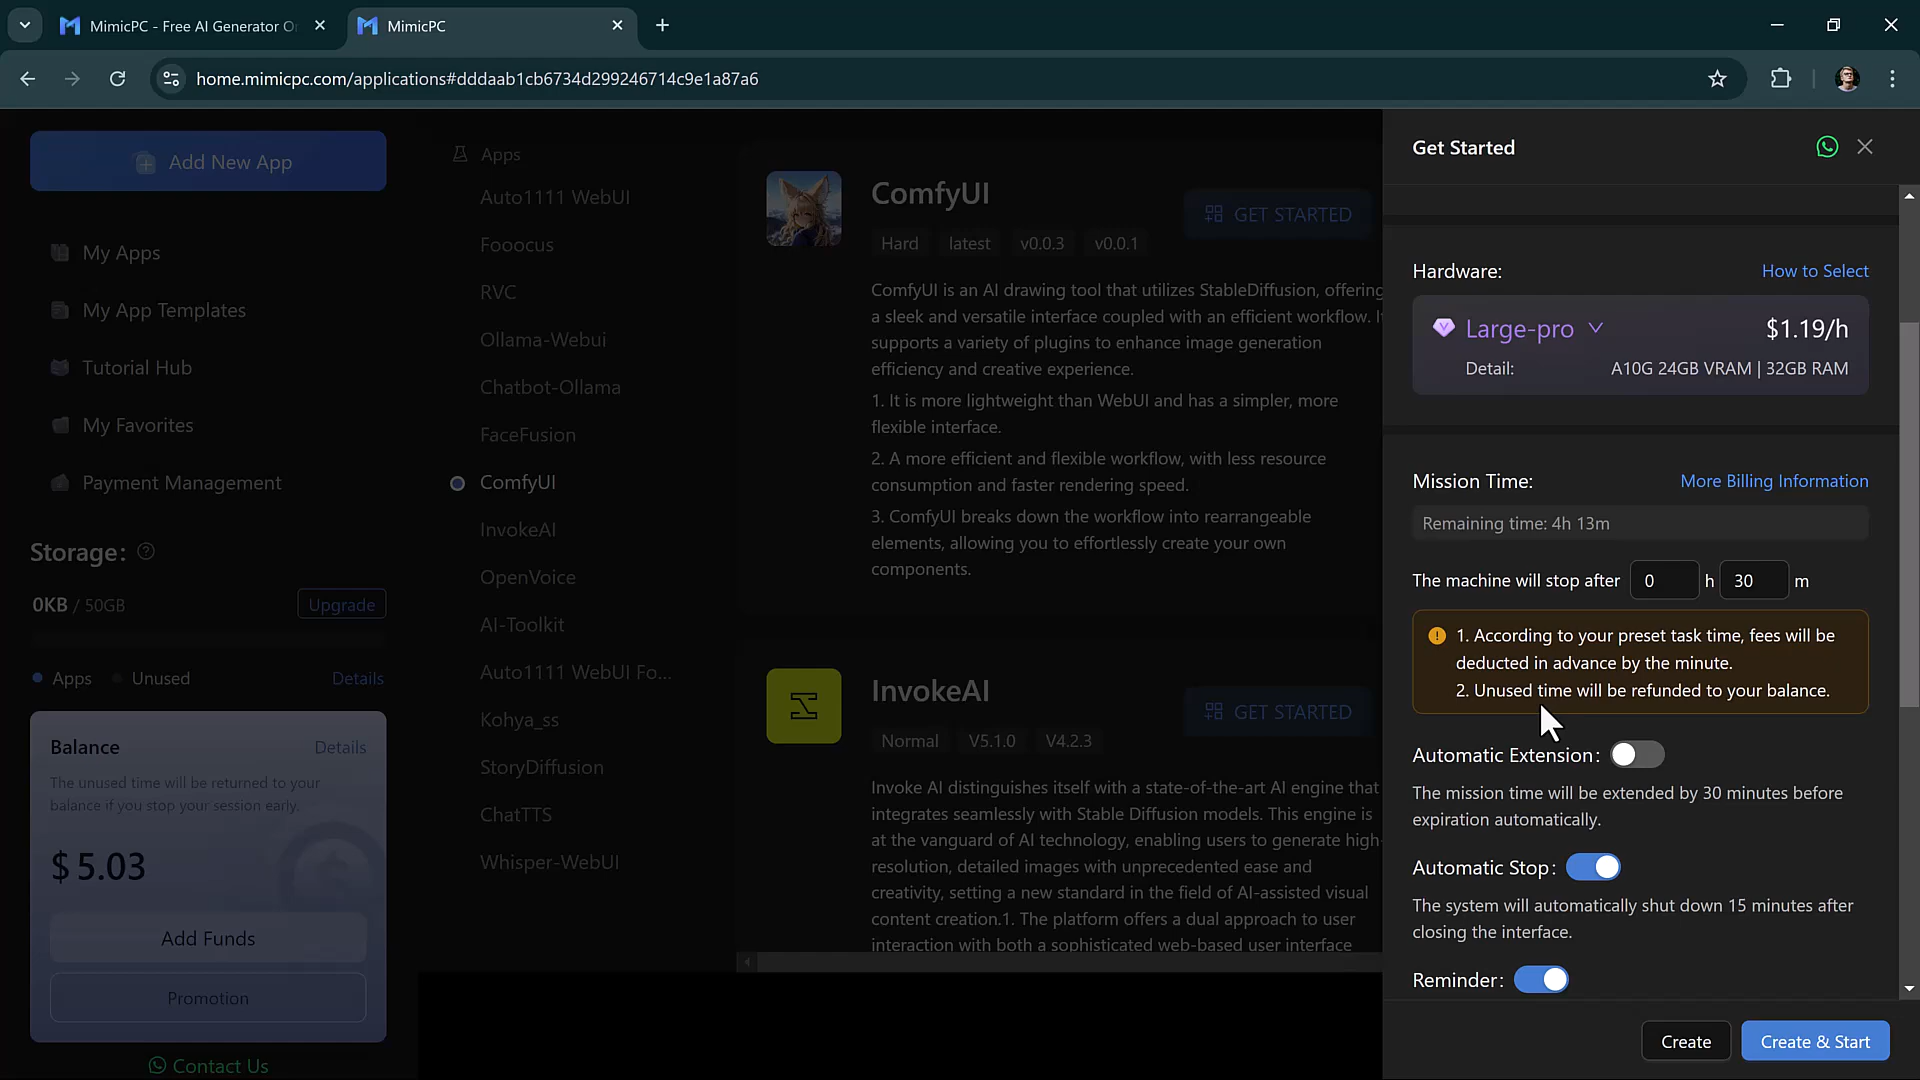 MimicPC - Free AI Generator O
MimicPC
home.mimicpc.com/applications#dddaab1cb6734d299246714c9e1a87a6
Add New App
My Apps
My App Templates
Tutorial Hub
My Favorites
Payment Management
Storage:
0KB / 50GB
Upgrade
Apps
Unused
Details
Balance
Details
The unused time will be returned to your
balance if you stop your session early.
$ 5.03
Add Funds
Promotion
Contact Us
Apps
Auto1111 WebUI
Fooocus
RVC
Ollama-Webui
Chatbot-Ollama
FaceFusion
ComfyUI
InvokeAI
OpenVoice
AI-Toolkit
Auto1111 WebUI Fo...
Kohya_ss
StoryDiffusion
ChatTTS
Whisper-WebUI
ComfyUI
GET STARTED
Hard
latest
v0.0.3
v0.0.1
ComfyUI is an AI drawing tool that utilizes StableDiffusion, offering
a sleek and versatile interface coupled with an efficient workflow. It
supports a variety of plugins to enhance image generation
efficiency and creative experience.
1. It is more lightweight than WebUI and has a simpler, more
flexible interface.
2. A more efficient and flexible workflow, with less resource
consumption and faster rendering speed.
3. ComfyUI breaks down the workflow into rearrangeable
elements, allowing you to effortlessly create your own
components.
InvokeAI
GET STARTED
Normal
V5.1.0
V4.2.3
Invoke AI distinguishes itself with a state-of-the-art AI engine that
integrates seamlessly with Stable Diffusion models. This engine is
at the vanguard of AI technology, enabling users to generate high-
resolution, detailed images with unprecedented ease and
creativity, setting a new standard in the field of AI-assisted visual
content creation.1. The platform offers a dual approach to user
interaction with both a sophisticated web-based user interface
Get Started
Hardware:
How to Select
Large-pro
$1.19/h
Detail:
A10G 24GB VRAM | 32GB RAM
Mission Time:
More Billing Information
Remaining time: 4h 13m
The machine will stop after 0 h 30 m
1. According to your preset task time, fees will be
deducted in advance by the minute.
2. Unused time will be refunded to your balance.
Automatic Extension:
The mission time will be extended by 30 minutes before
expiration automatically.
Automatic Stop:
The system will automatically shut down 15 minutes after
closing the interface.
Reminder:
Create
Create & Start